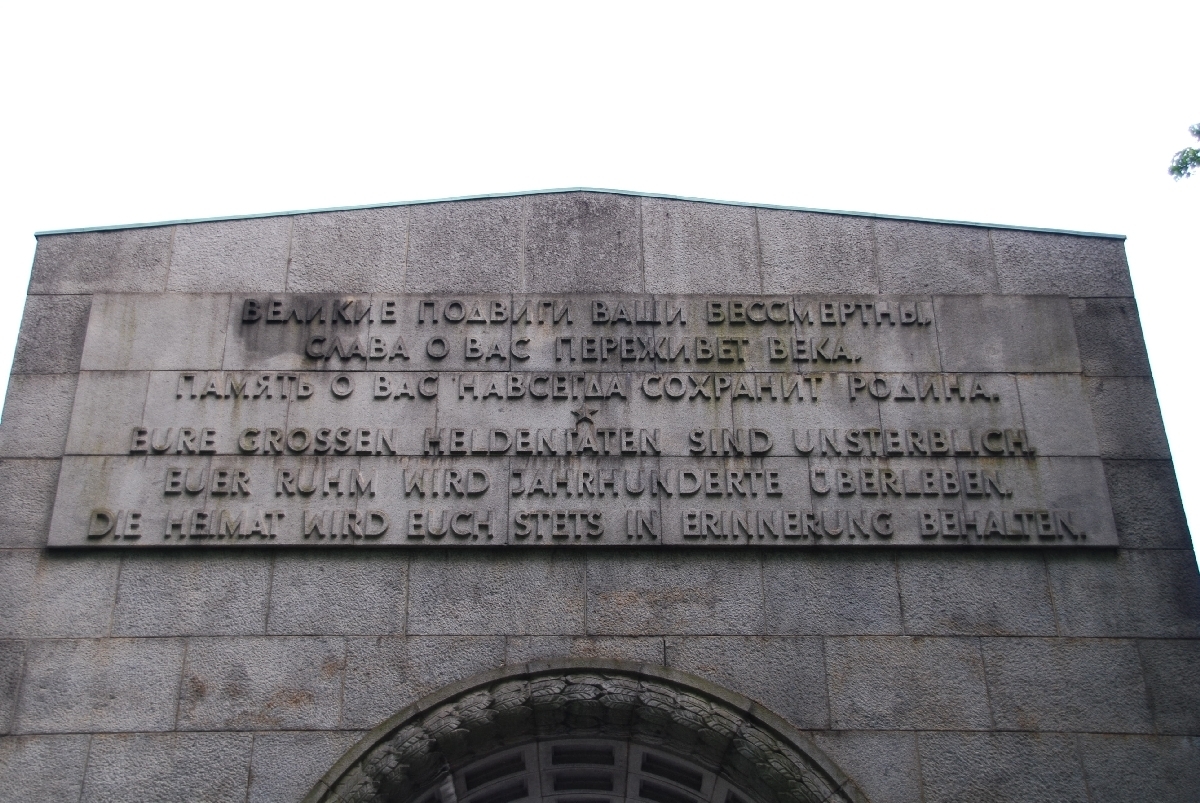 ВЕЛИКИЕ ПОДВИГИ ВАШИ БЕССМЕРТНЫ,
СЛАВА О ВАС ПЕРЕЖИВЕТ ВЕКА.
ПАМЯТЬ О ВАС НАВСЕГДА СОХРАНИТ РОДИНА.
EURE GROSSEN HELDENTATEN SIND UNSTERBLICH.
EUER RUHM WIRD JAHRHUNDERTE ÜBERLEBEN.
DIE HEIMAT WIRD EUCH STETS IN ERINNERUNG BEHALTEN.